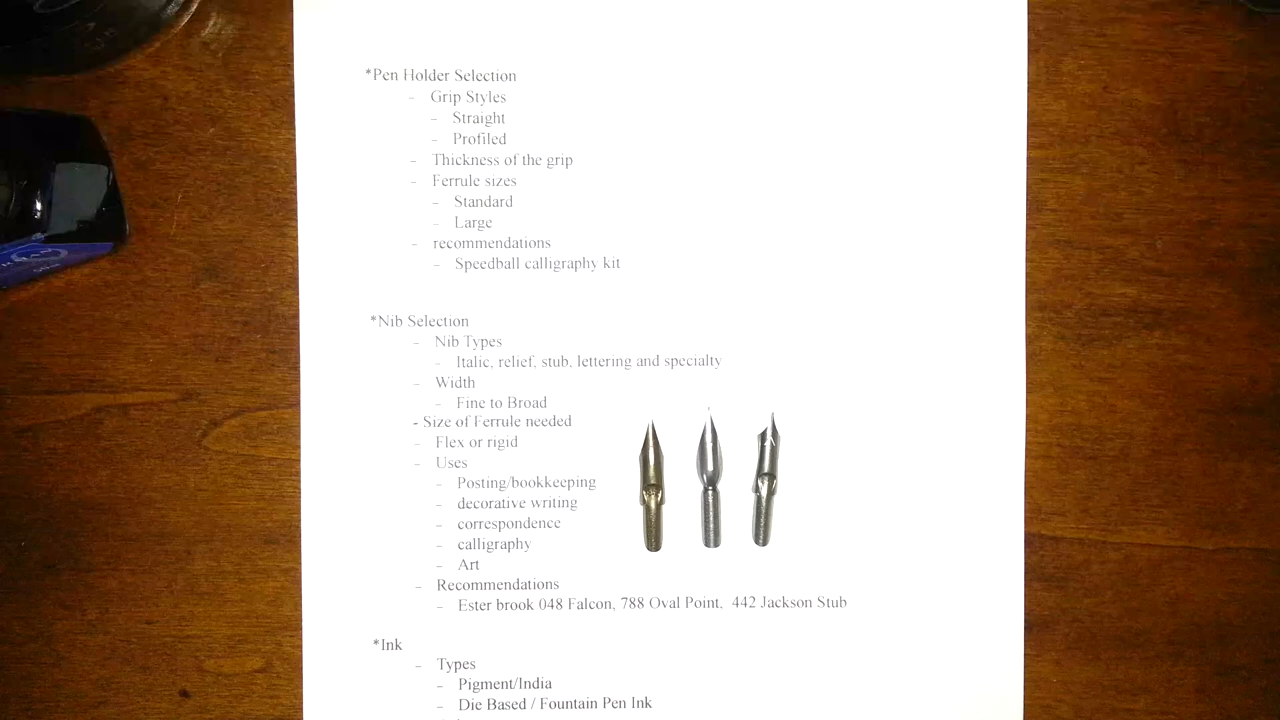 *Pen Holder Selection
- Grip Styles
- Straight
- Profiled
- Thickness of the grip
- Ferrule sizes
- Standard
- Large
- recommendations
- Speedball calligraphy kit
*Nib Selection
- Nib Types
- Italic, relief, stub, lettering and specialty
- Width
- Fine to Broad
- Size of Ferrule needed
- Flex or rigid
- Uses
- Posting/bookkeeping
- decorative writing
- correspondence
- calligraphy
- Art
- Recommendations
- Ester brook 048 Falcon, 788 Oval Point, 442 Jackson Stub
*Ink
- Types
- Pigment/India
- Die Based / Fountain Pen Ink